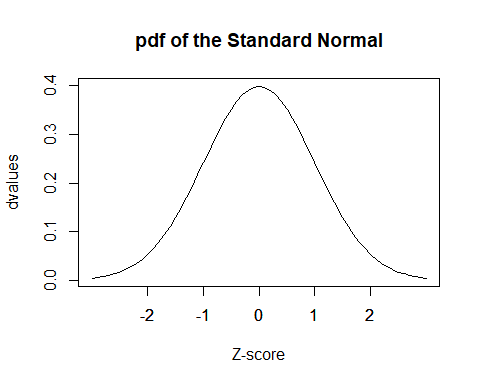 pdf of the Standard Normal
dvalues
0.4
0.3
0.2
0.1
0.0
-2 -1 0 1 2
Z-score